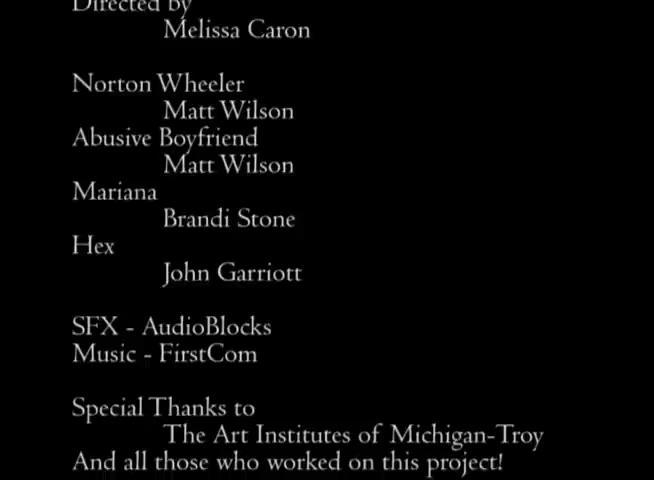 Directed by
Melissa Caron
Norton Wheeler
Matt Wilson
Abusive Boyfriend
Matt Wilson
Mariana
Brandi Stone
Hex
John Garriott
SFX - AudioBlocks
Music - FirstCom
Special Thanks to
The Art Institutes of Michigan-Troy
And all those who worked on this project!